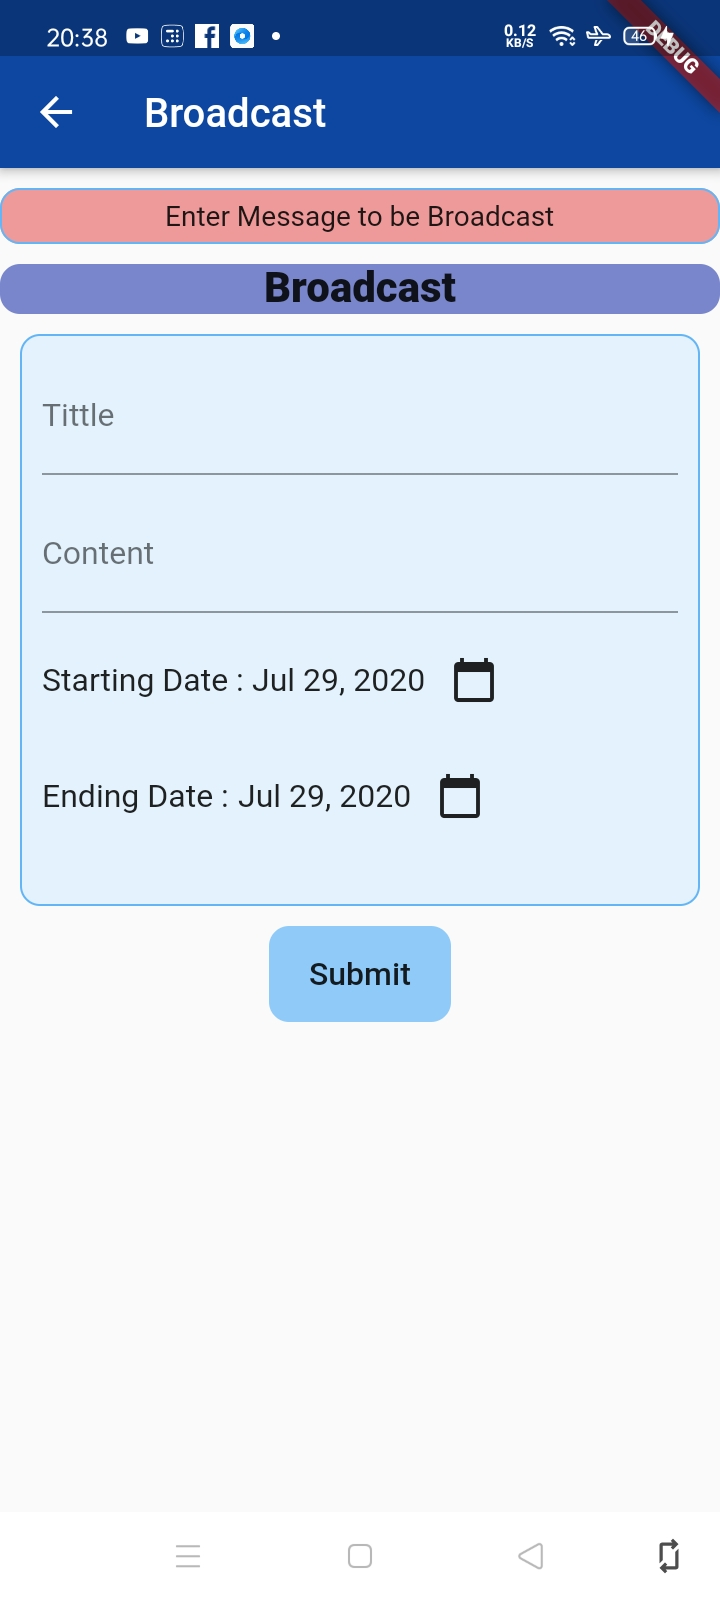 20:38
0.12
KB/S
46
DEBUG
Broadcast
Enter Message to be Broadcast
Broadcast
Tittle
Content
Starting Date : Jul 29, 2020
Ending Date : Jul 29, 2020
Submit